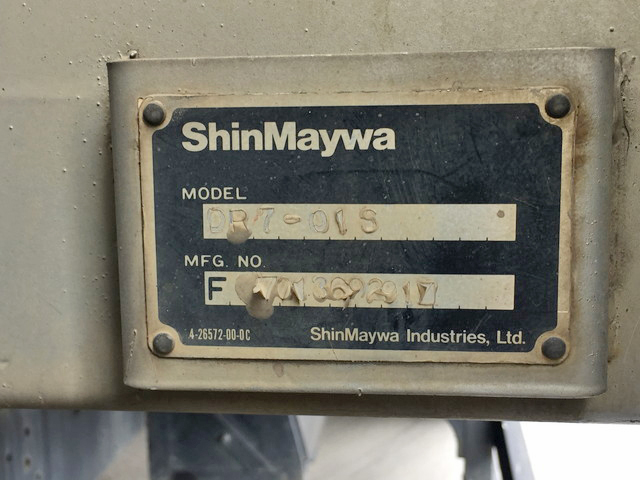 ShinMaywa
MODEL
DR7-01S
MFG. NO.
F
4-26572-00-0C
ShinMaywa Industries, Ltd.